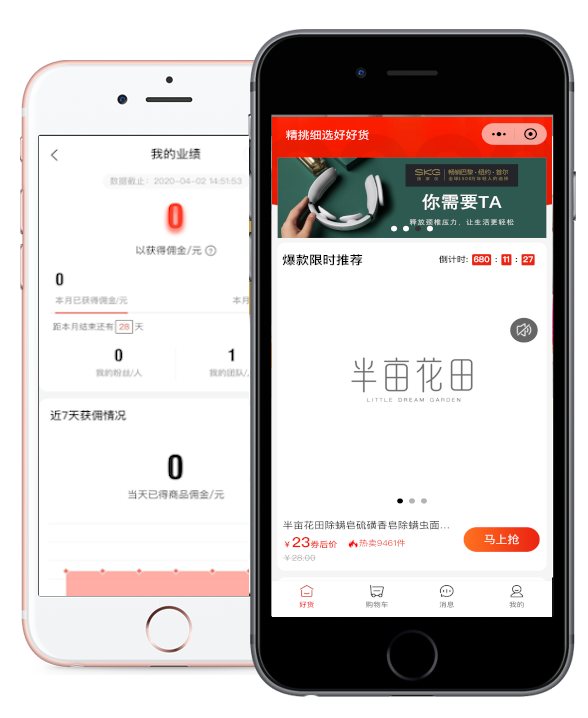 我的业绩
数据截止：2020-04-02 14:51:53
0
以获得佣金/元 ?
0
本月已获得佣金/元
本月
距本月结束还有 28 天
0
1
我的粉丝/人
我的团队/
近7天获佣情况
0
当天已得商品佣金/元
精挑细选好好货
SKG
畅销巴黎·纽约·首尔
你需要TA
释放颈椎压力，让生活更轻松
爆款限时推荐
倒计时: 680 : 11 : 27
半亩花田
LITTLE DREAM GARDEN
半亩花田除螨皂硫磺香皂除螨虫面...
¥23券后价
热卖9461件
¥28.00
马上抢
好货
购物车
消息
我的